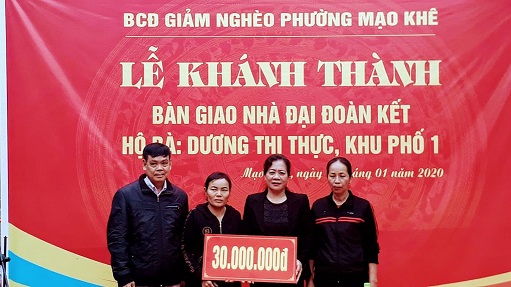 BCĐ GIẢM NGHÈO PHƯỜNG MẠO KHÊ
LỄ KHÁNH THÀNH
BÀN GIAO NHÀ ĐẠI ĐOÀN KẾT
HỘ BÀ: DƯƠNG THỊ THỰC, KHU PHỐ 1
Mạo ngày 01 năm 2020
30.000.000đ